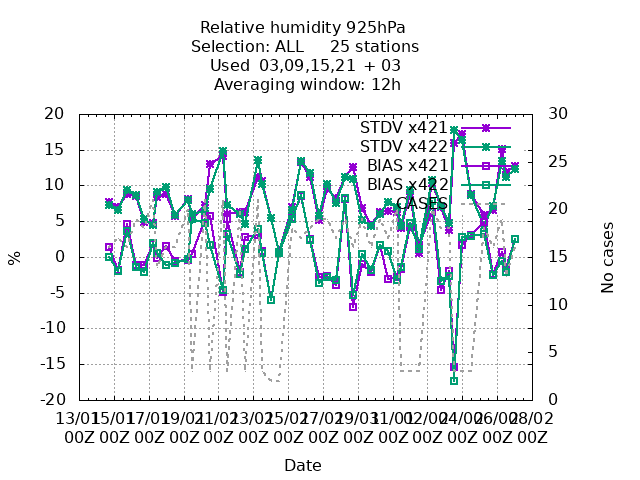 Relative humidity 925hPa
Selection: ALL 25 stations
Used 03,09,15,21 + 03
Averaging window: 12h
20
15
10
5
0
-5
-10
-15
-20
%
30
25
20
15
10
5
0
No cases
STDV x421
STDV x422
BIAS x421
BIAS x422
CASES
13/01 15/01 17/01 19/01 21/01 23/01 25/01 27/01 29/01 31/01 02/02 24/02 26/02 28/02
00Z 00Z 00Z 00Z 00Z 00Z 00Z 00Z 00Z 00Z 00Z 00Z 00Z 00Z
Date